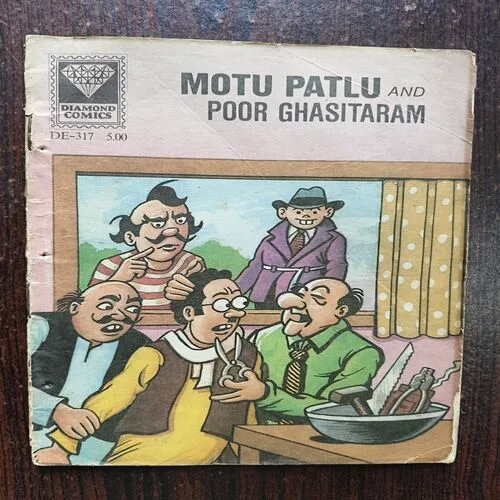 DIAMOND
COMICS
DE-317 5.00
MOTU PATLU AND
POOR GHASITARAM